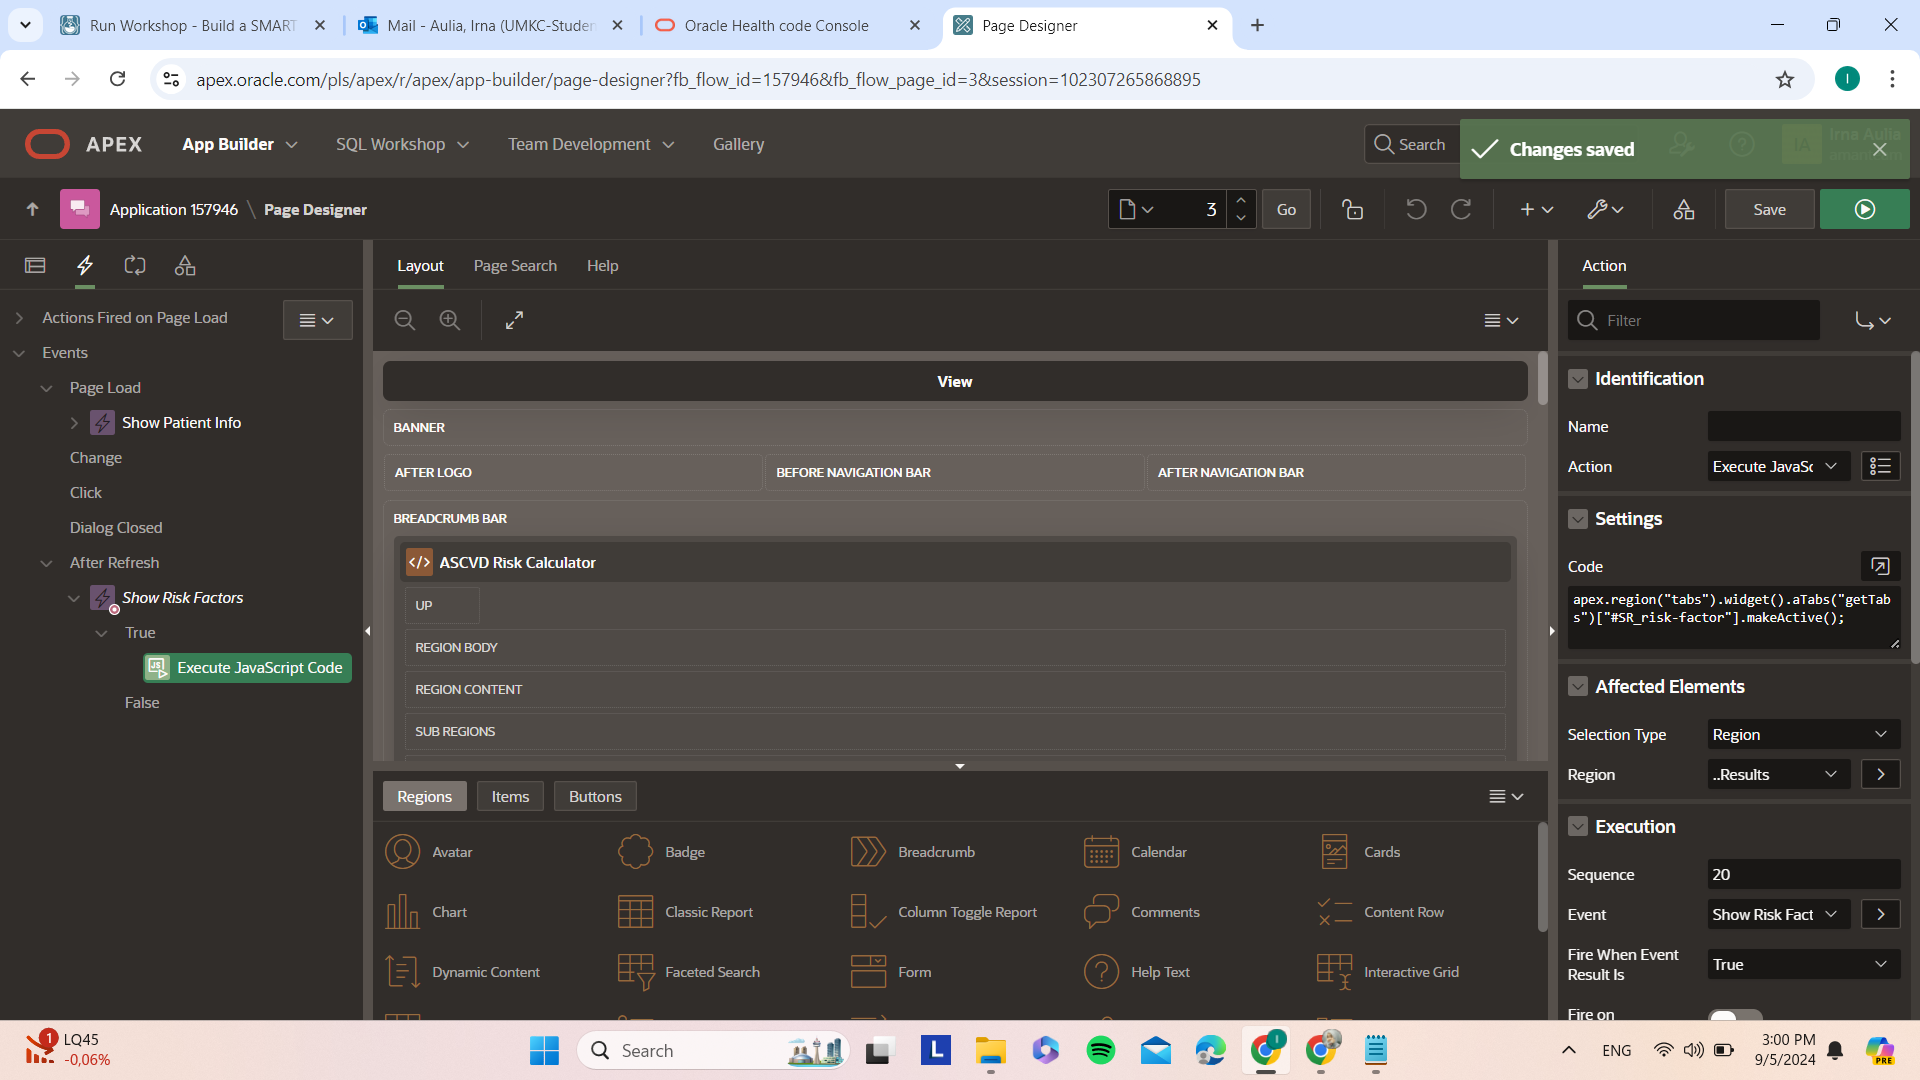 Run Workshop - Build a SMART
Mail - Aulia, Irna (UMKC-Studen
Oracle Health code Console
Page Designer
apex.oracle.com/pls/apex/r/apex/app-builder/page-designer?fb_flow_id=157946&fb_flow_page_id=3&session=102307265868895
I
APEX
App Builder
SQL Workshop
Team Development
Gallery
Search
Changes saved
IA
Irna Aulia
Application 157946 \ Page Designer
3
Go
Save
Layout
Page Search
Help
Action
Actions Fired on Page Load
Events
Page Load
Show Patient Info
Change
Click
Dialog Closed
After Refresh
Show Risk Factors
True
JS
Execute JavaScript Code
False
View
BANNER
AFTER LOGO
BEFORE NAVIGATION BAR
AFTER NAVIGATION BAR
BREADCRUMB BAR
</> ASCVD Risk Calculator
UP
REGION BODY
REGION CONTENT
SUB REGIONS
Regions
Items
Buttons
Avatar
Badge
Breadcrumb
Calendar
Cards
Chart
Classic Report
Column Toggle Report
Comments
Content Row
Dynamic Content
Faceted Search
Form
Help Text
Interactive Grid
Filter
Identification
Name
Action
Execute JavaSc
Settings
Code
apex.region("tabs").widget().aTabs("getTab
s")["#SR_risk-factor"].makeActive();
Affected Elements
Selection Type
Region
Region
..Results
Execution
Sequence
20
Event
Show Risk Fact
Fire When Event
Result Is
True
Fire on
1
LQ45
-0,06%
Search
L
I
ENG
3:00 PM
9/5/2024
PRE